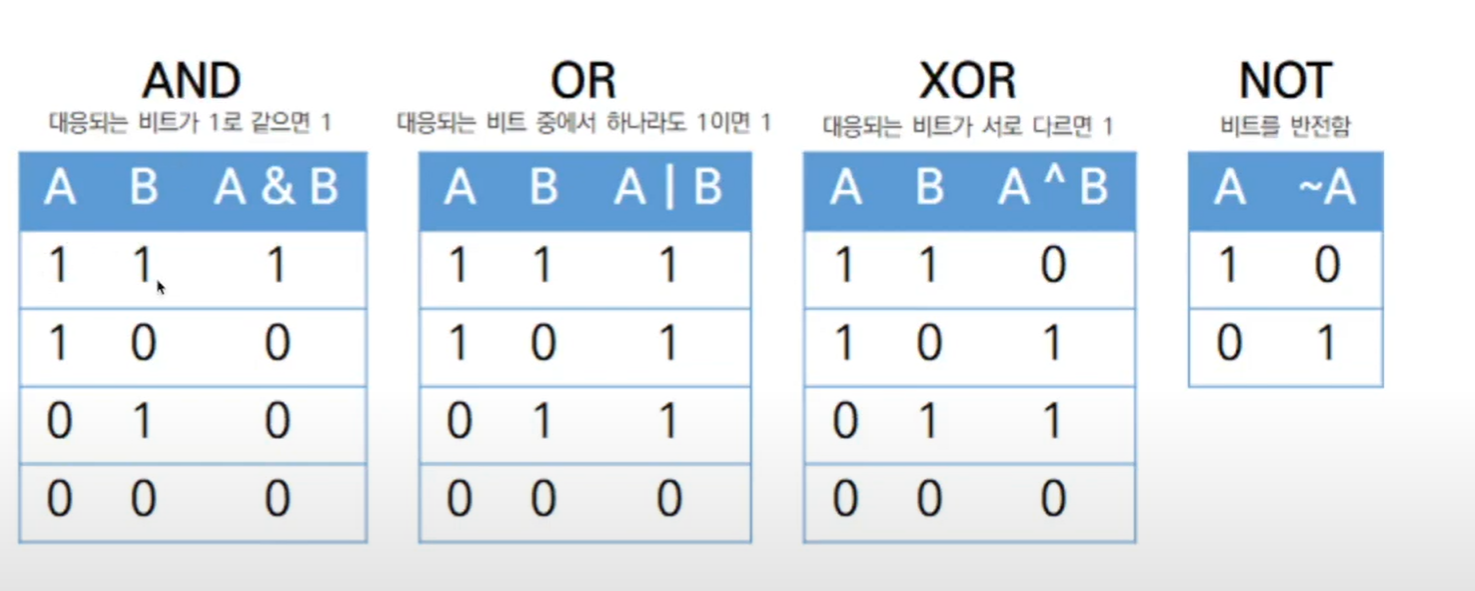 AND
대응되는 비트가 1로 같으면 1
A B A & B
1 1 1
1 0 0
0 1 0
0 0 0
OR
대응되는 비트 중에서 하나라도 1이면 1
A B A | B
1 1 1
1 0 1
0 1 1
0 0 0
XOR
대응되는 비트가 서로 다르면 1
A B A ^ B
1 1 0
1 0 1
0 1 1
0 0 0
NOT
비트를 반전함
A ~A
1 0
0 1